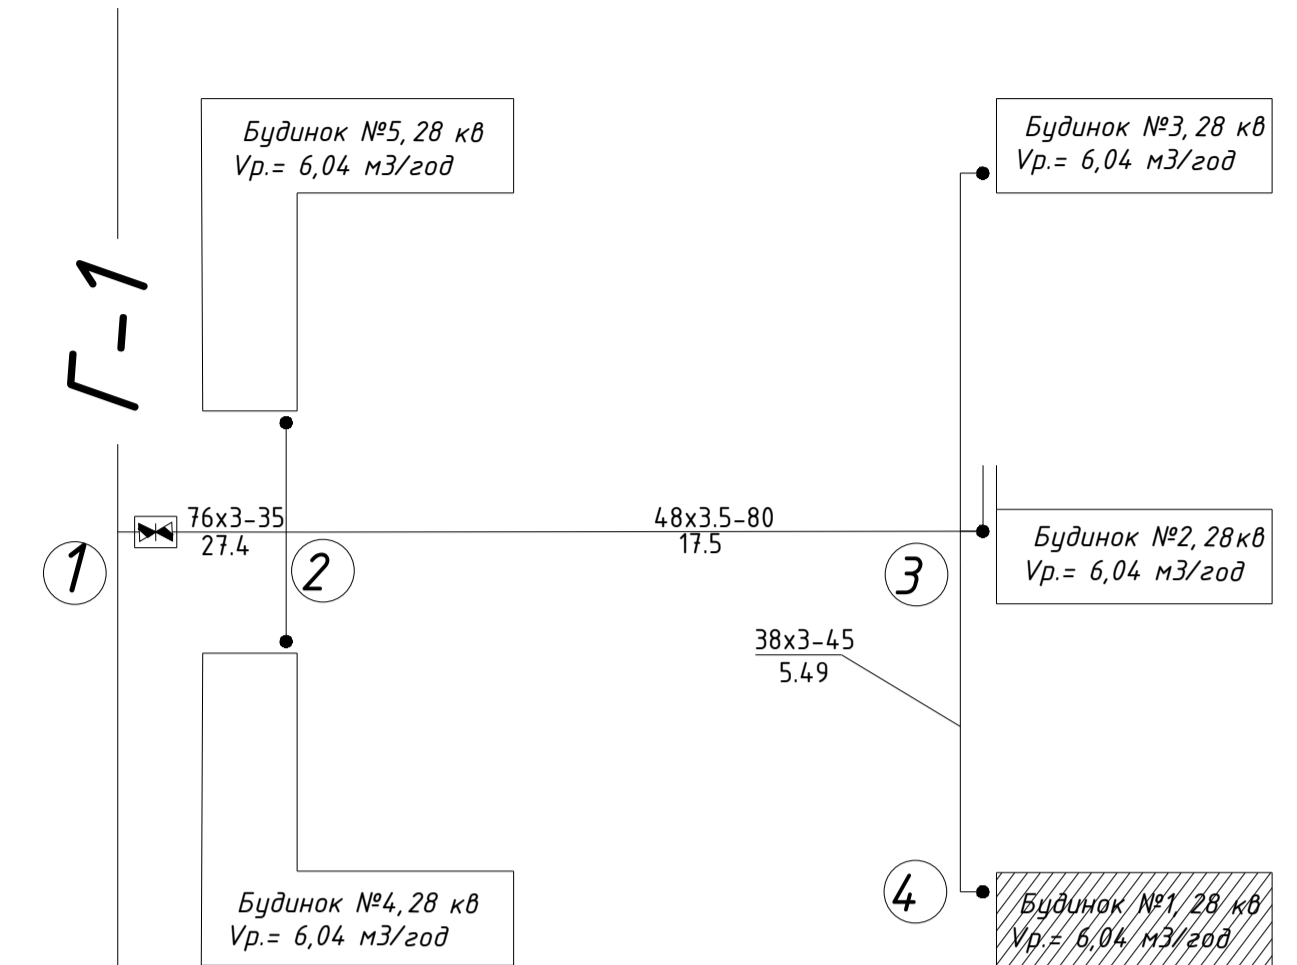 Будинок №5, 28 кв
Vр.= 6,04 м3/год
Будинок №3, 28 кв
Vр.= 6,04 м3/год
Г-1
76х3-35
27.4
48х3.5-80
17.5
1
2
3
Будинок №2, 28кв
Vр.= 6,04 м3/год
38х3-45
5.49
4
Будинок №4, 28 кв
Vр.= 6,04 м3/год
Будинок №1, 28 кв
Vр.= 6,04 м3/год